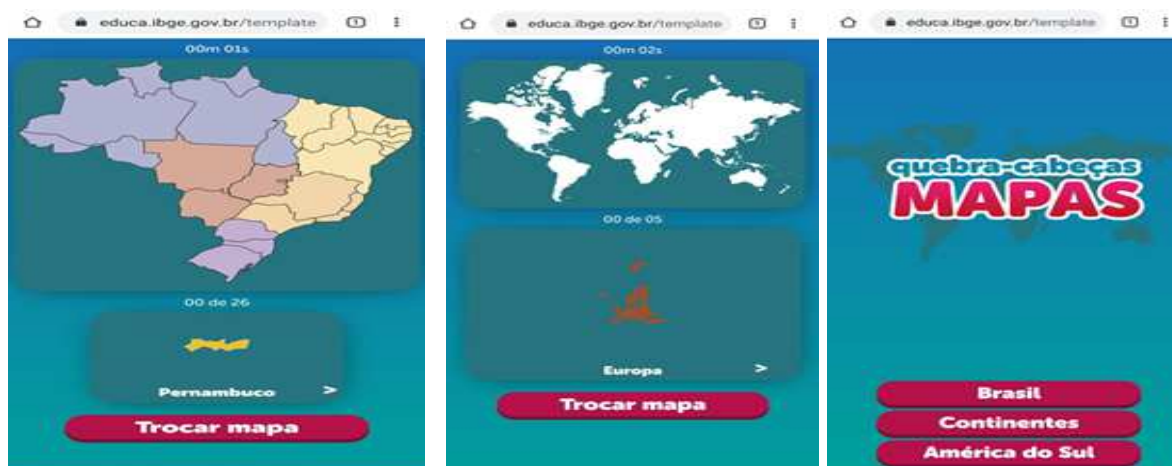 educa.ibge.gov.br/template
00m 01s
00 de 26
Pernambuco >
Trocar mapa
educa.ibge.gov.br/template
00m 02s
00 de 05
Europa >
Trocar mapa
educa.ibge.gov.br/template
quebra-cabeças
MAPAS
Brasil
Continentes
América do Sul